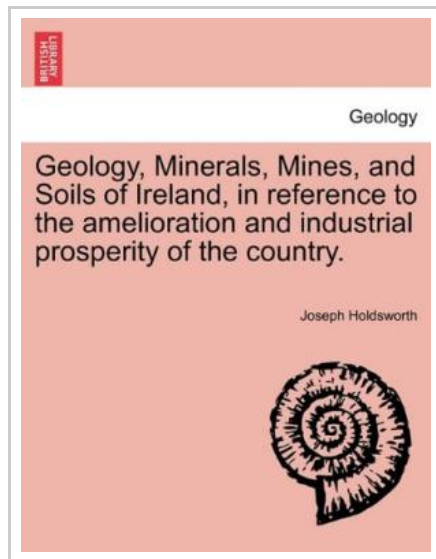 BRITISH
LIBRARY
Geology
Geology, Minerals, Mines, and
Soils of Ireland, in reference to
the amelioration and industrial
prosperity of the country.
Joseph Holdsworth